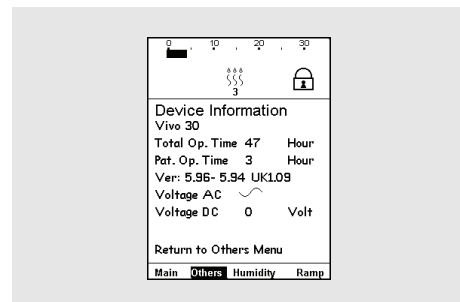 0 10 20 30
3
Device Information
Vivo 30
Total Op. Time 47 Hour
Pat. Op. Time 3 Hour
Ver: 5.96- 5.94 UK1.09
Voltage AC
Voltage DC 0 Volt
Return to Others Menu
Main Others Humidity Ramp